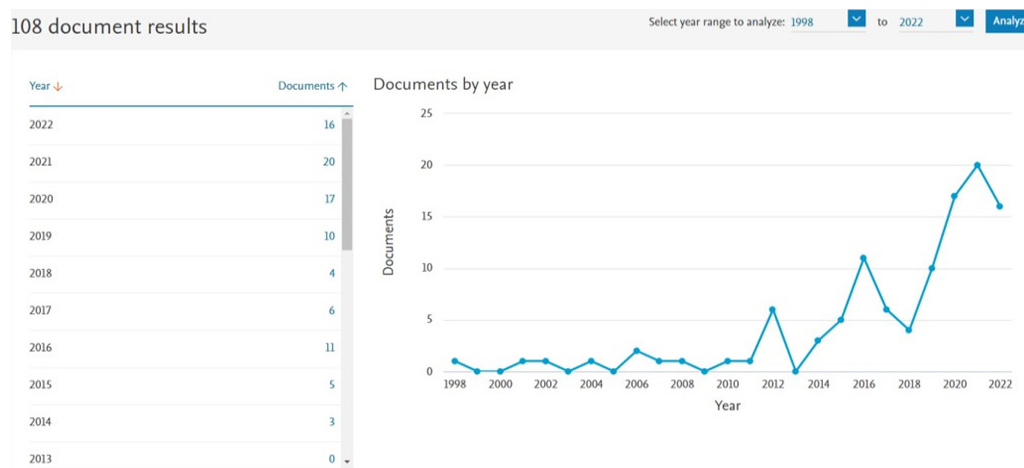 108 document results
Select year range to analyze: 1998 to 2022 Analyz
Year Documents
2022 16
2021 20
2020 17
2019 10
2018 4
2017 6
2016 11
2015 5
2014 3
2013 0
Documents by year
25
20
15
10
5
0
Documents
1998 2000 2002 2004 2006 2008 2010 2012 2014 2016 2018 2020 2022
Year